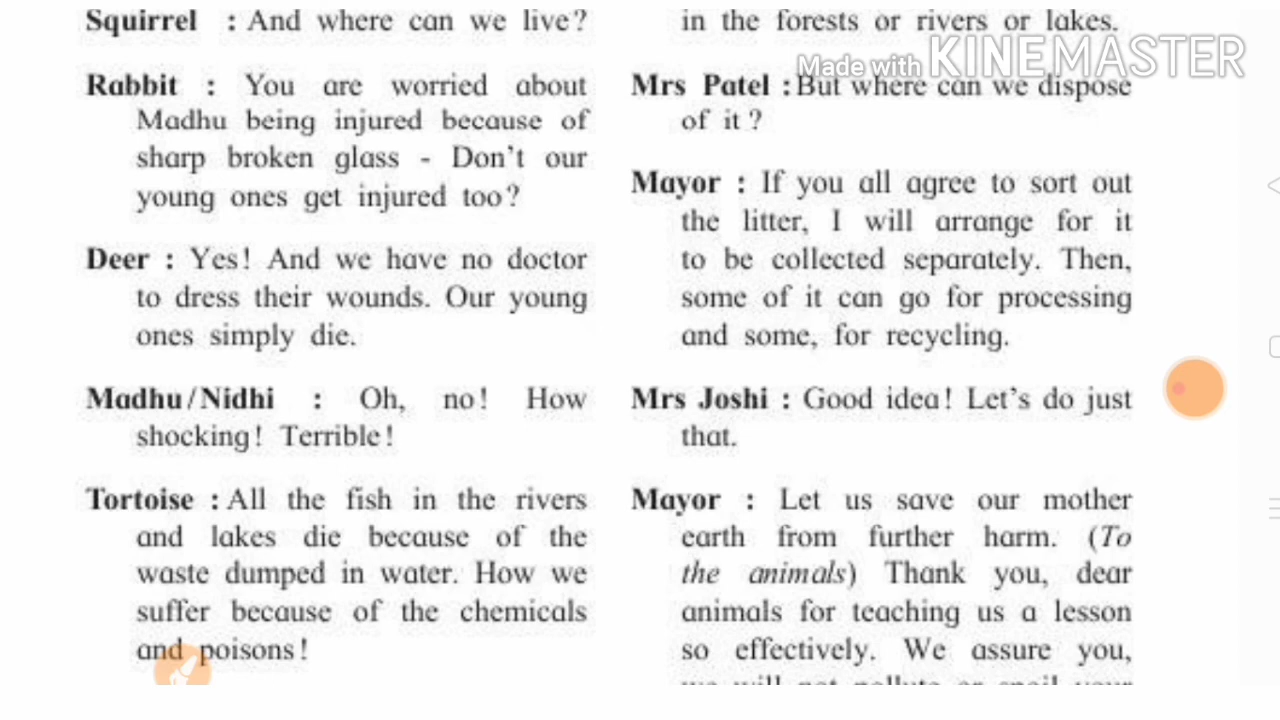 Squirrel : And where can we live?
Rabbit : You are worried about
Madhu being injured because of
sharp broken glass - Don't our
young ones get injured too?
Deer : Yes! And we have no doctor
to dress their wounds. Our young
ones simply die.
Madhu/Nidhi : Oh, no! How
shocking! Terrible!
Tortoise : All the fish in the rivers
and lakes die because of the
waste dumped in water. How we
suffer because of the chemicals
and poisons!
in the forests or rivers or lakes.
Made with KINEMASTER
Mrs Patel : But where can we dispose
of it?
Mayor : If you all agree to sort out
the litter, I will arrange for it
to be collected separately. Then,
some of it can go for processing
and some, for recycling.
Mrs Joshi : Good idea! Let's do just
that.
Mayor : Let us save our mother
earth from further harm. (To
the animals) Thank you, dear
animals for teaching us a lesson
so effectively. We assure you,
we will not pollute or spoil your